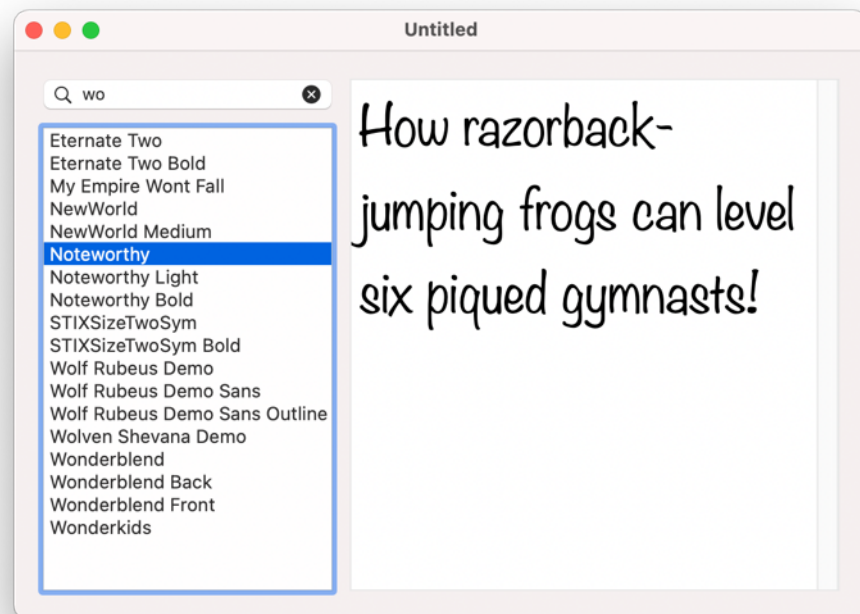 Untitled
wo
Eternate Two
Eternate Two Bold
My Empire Wont Fall
NewWorld
NewWorld Medium
Noteworthy
Noteworthy Light
Noteworthy Bold
STIXSizeTwoSym
STIXSizeTwoSym Bold
Wolf Rubeus Demo
Wolf Rubeus Demo Sans
Wolf Rubeus Demo Sans Outline
Wolven Shevana Demo
Wonderblend
Wonderblend Back
Wonderblend Front
Wonderkids
How razorback-
jumping frogs can level
six piqued gymnasts!